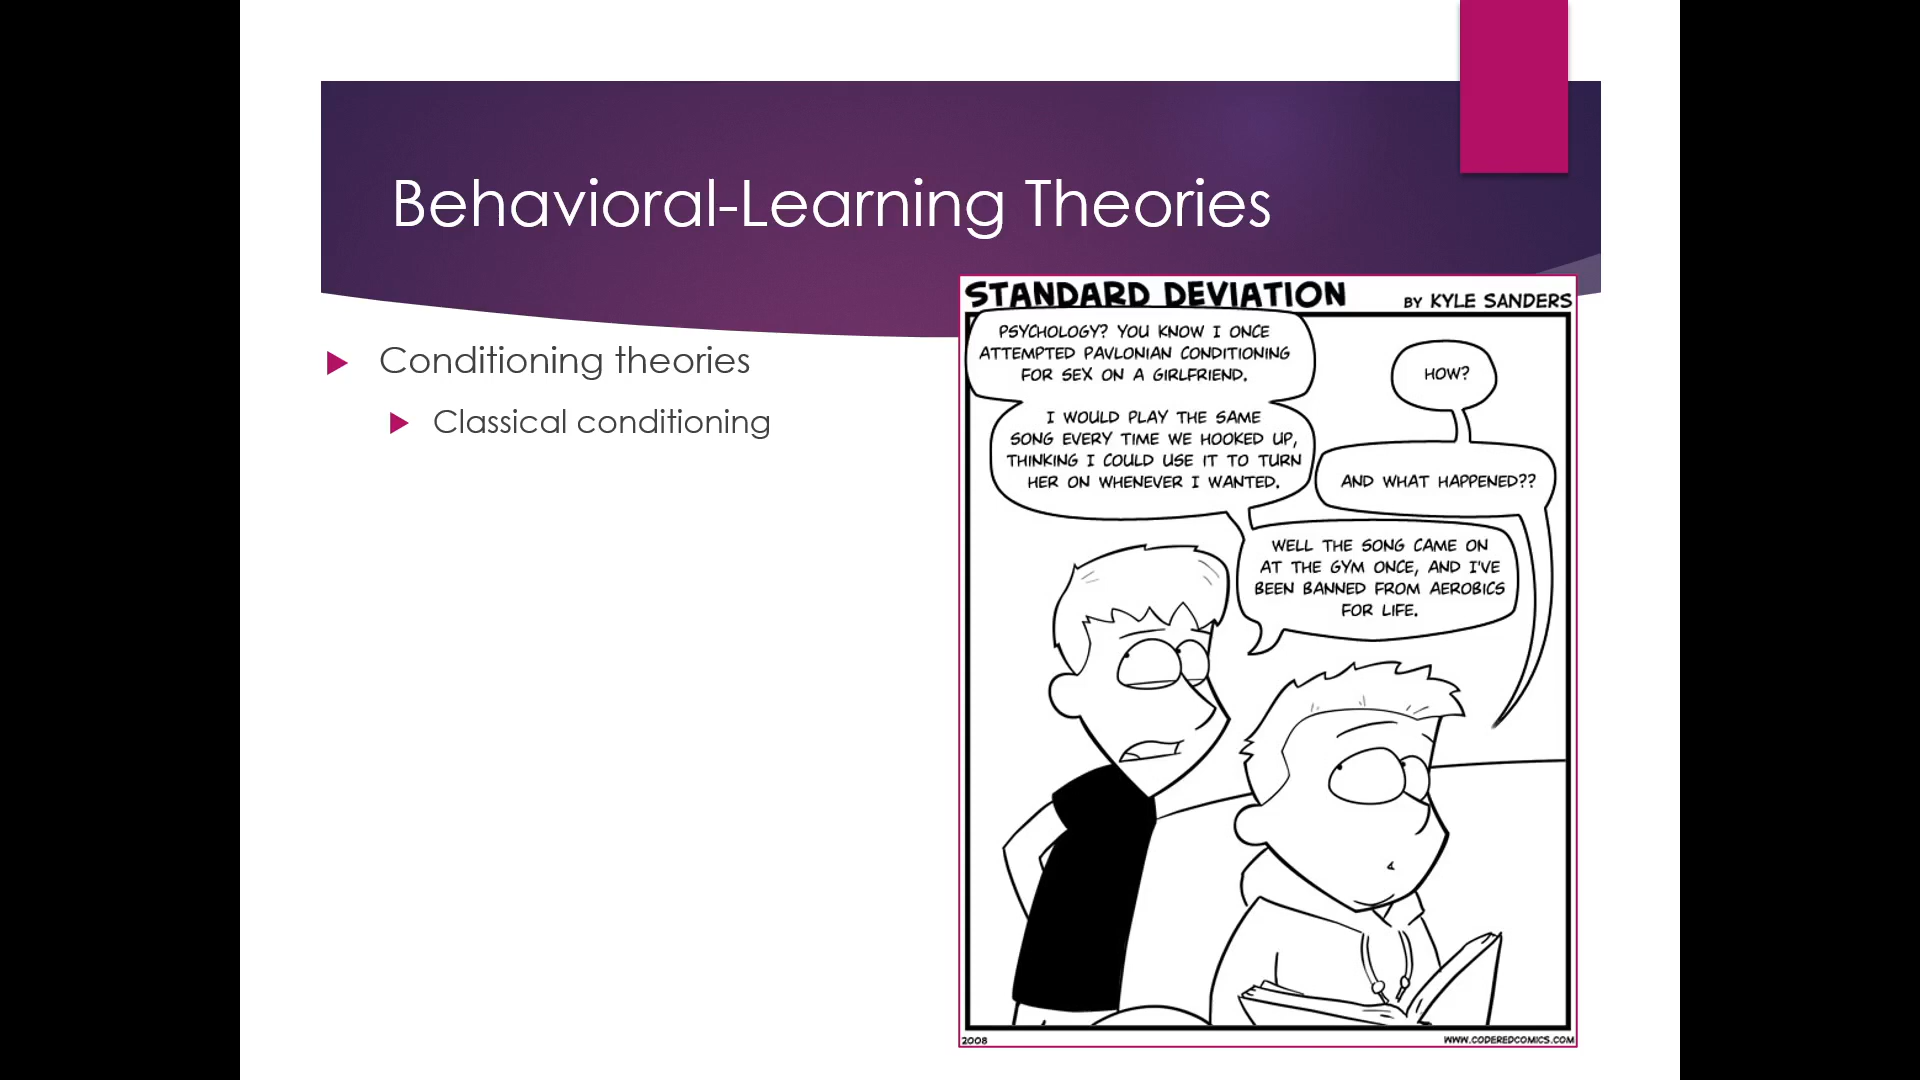 Behavioral-Learning Theories
Conditioning theories
Classical conditioning
STANDARD DEVIATION
BY KYLE SANDERS
PSYCHOLOGY? YOU KNOW I ONCE
ATTEMPTED PAVLONIAN CONDITIONING
FOR SEX ON A GIRLFRIEND.
HOW?
I WOULD PLAY THE SAME
SONG EVERY TIME WE HOOKED UP,
THINKING I COULD USE IT TO TURN
HER ON WHENEVER I WANTED.
AND WHAT HAPPENED??
WELL THE SONG CAME ON
AT THE GYM ONCE, AND I'VE
BEEN BANNED FROM AEROBICS
FOR LIFE.
2008
WWW.CODEREDCOMICS.COM